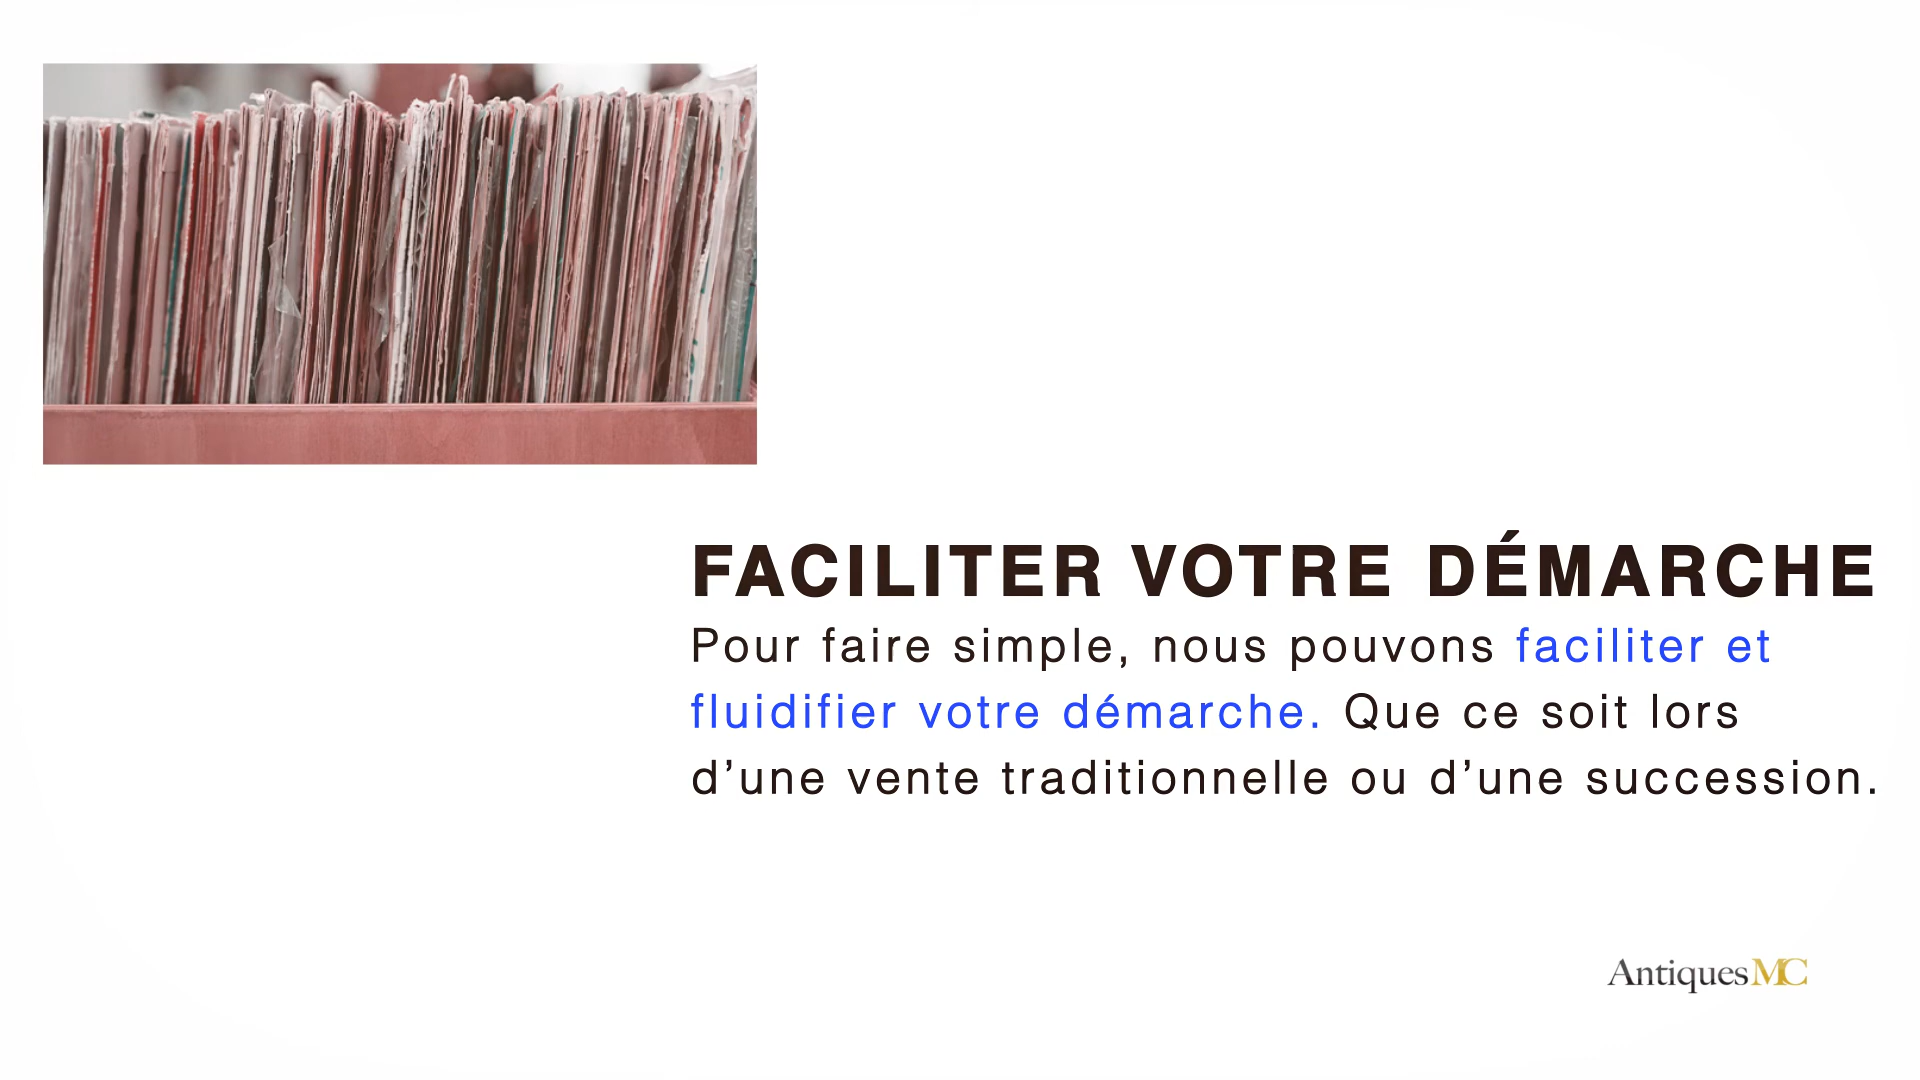 FACILITER VOTRE DÉMARCHE
Pour faire simple, nous pouvons faciliter et
fluidifier votre démarche. Que ce soit lors
d’une vente traditionnelle ou d’une succession.
AntiquesMC